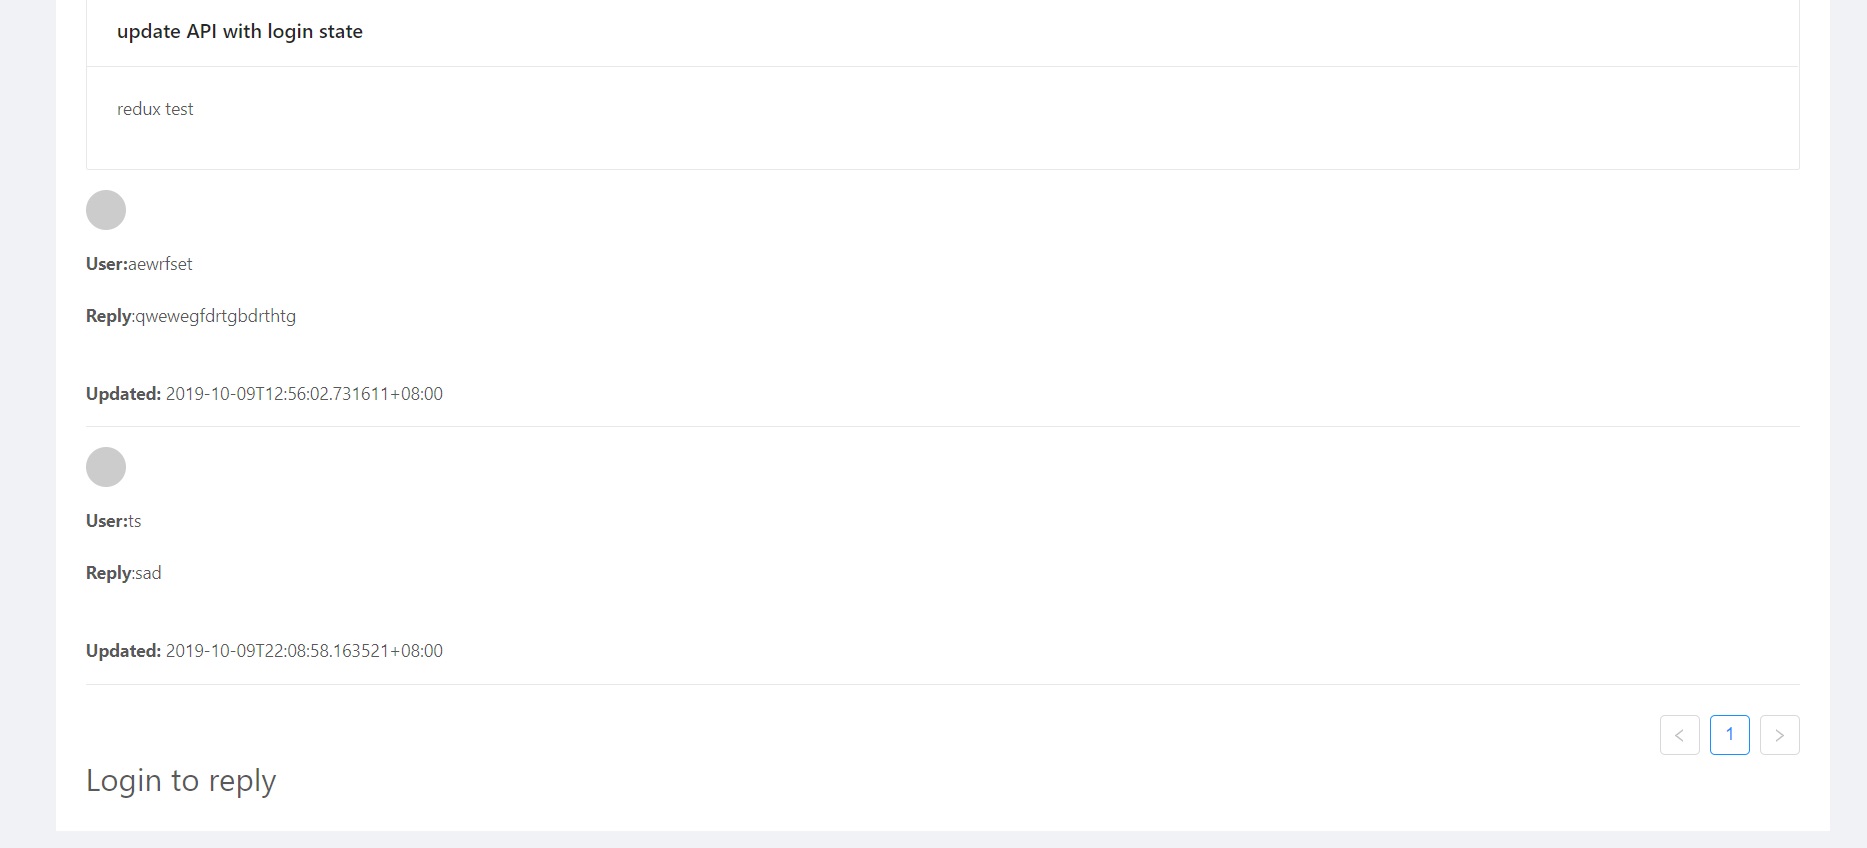 update API with login state
redux test
User:aewrfset
Reply:qwewegfdrtgbdrthtg
Updated: 2019-10-09T12:56:02.731611+08:00
User:ts
Reply:sad
Updated: 2019-10-09T22:08:58.163521+08:00
< 1 >
Login to reply